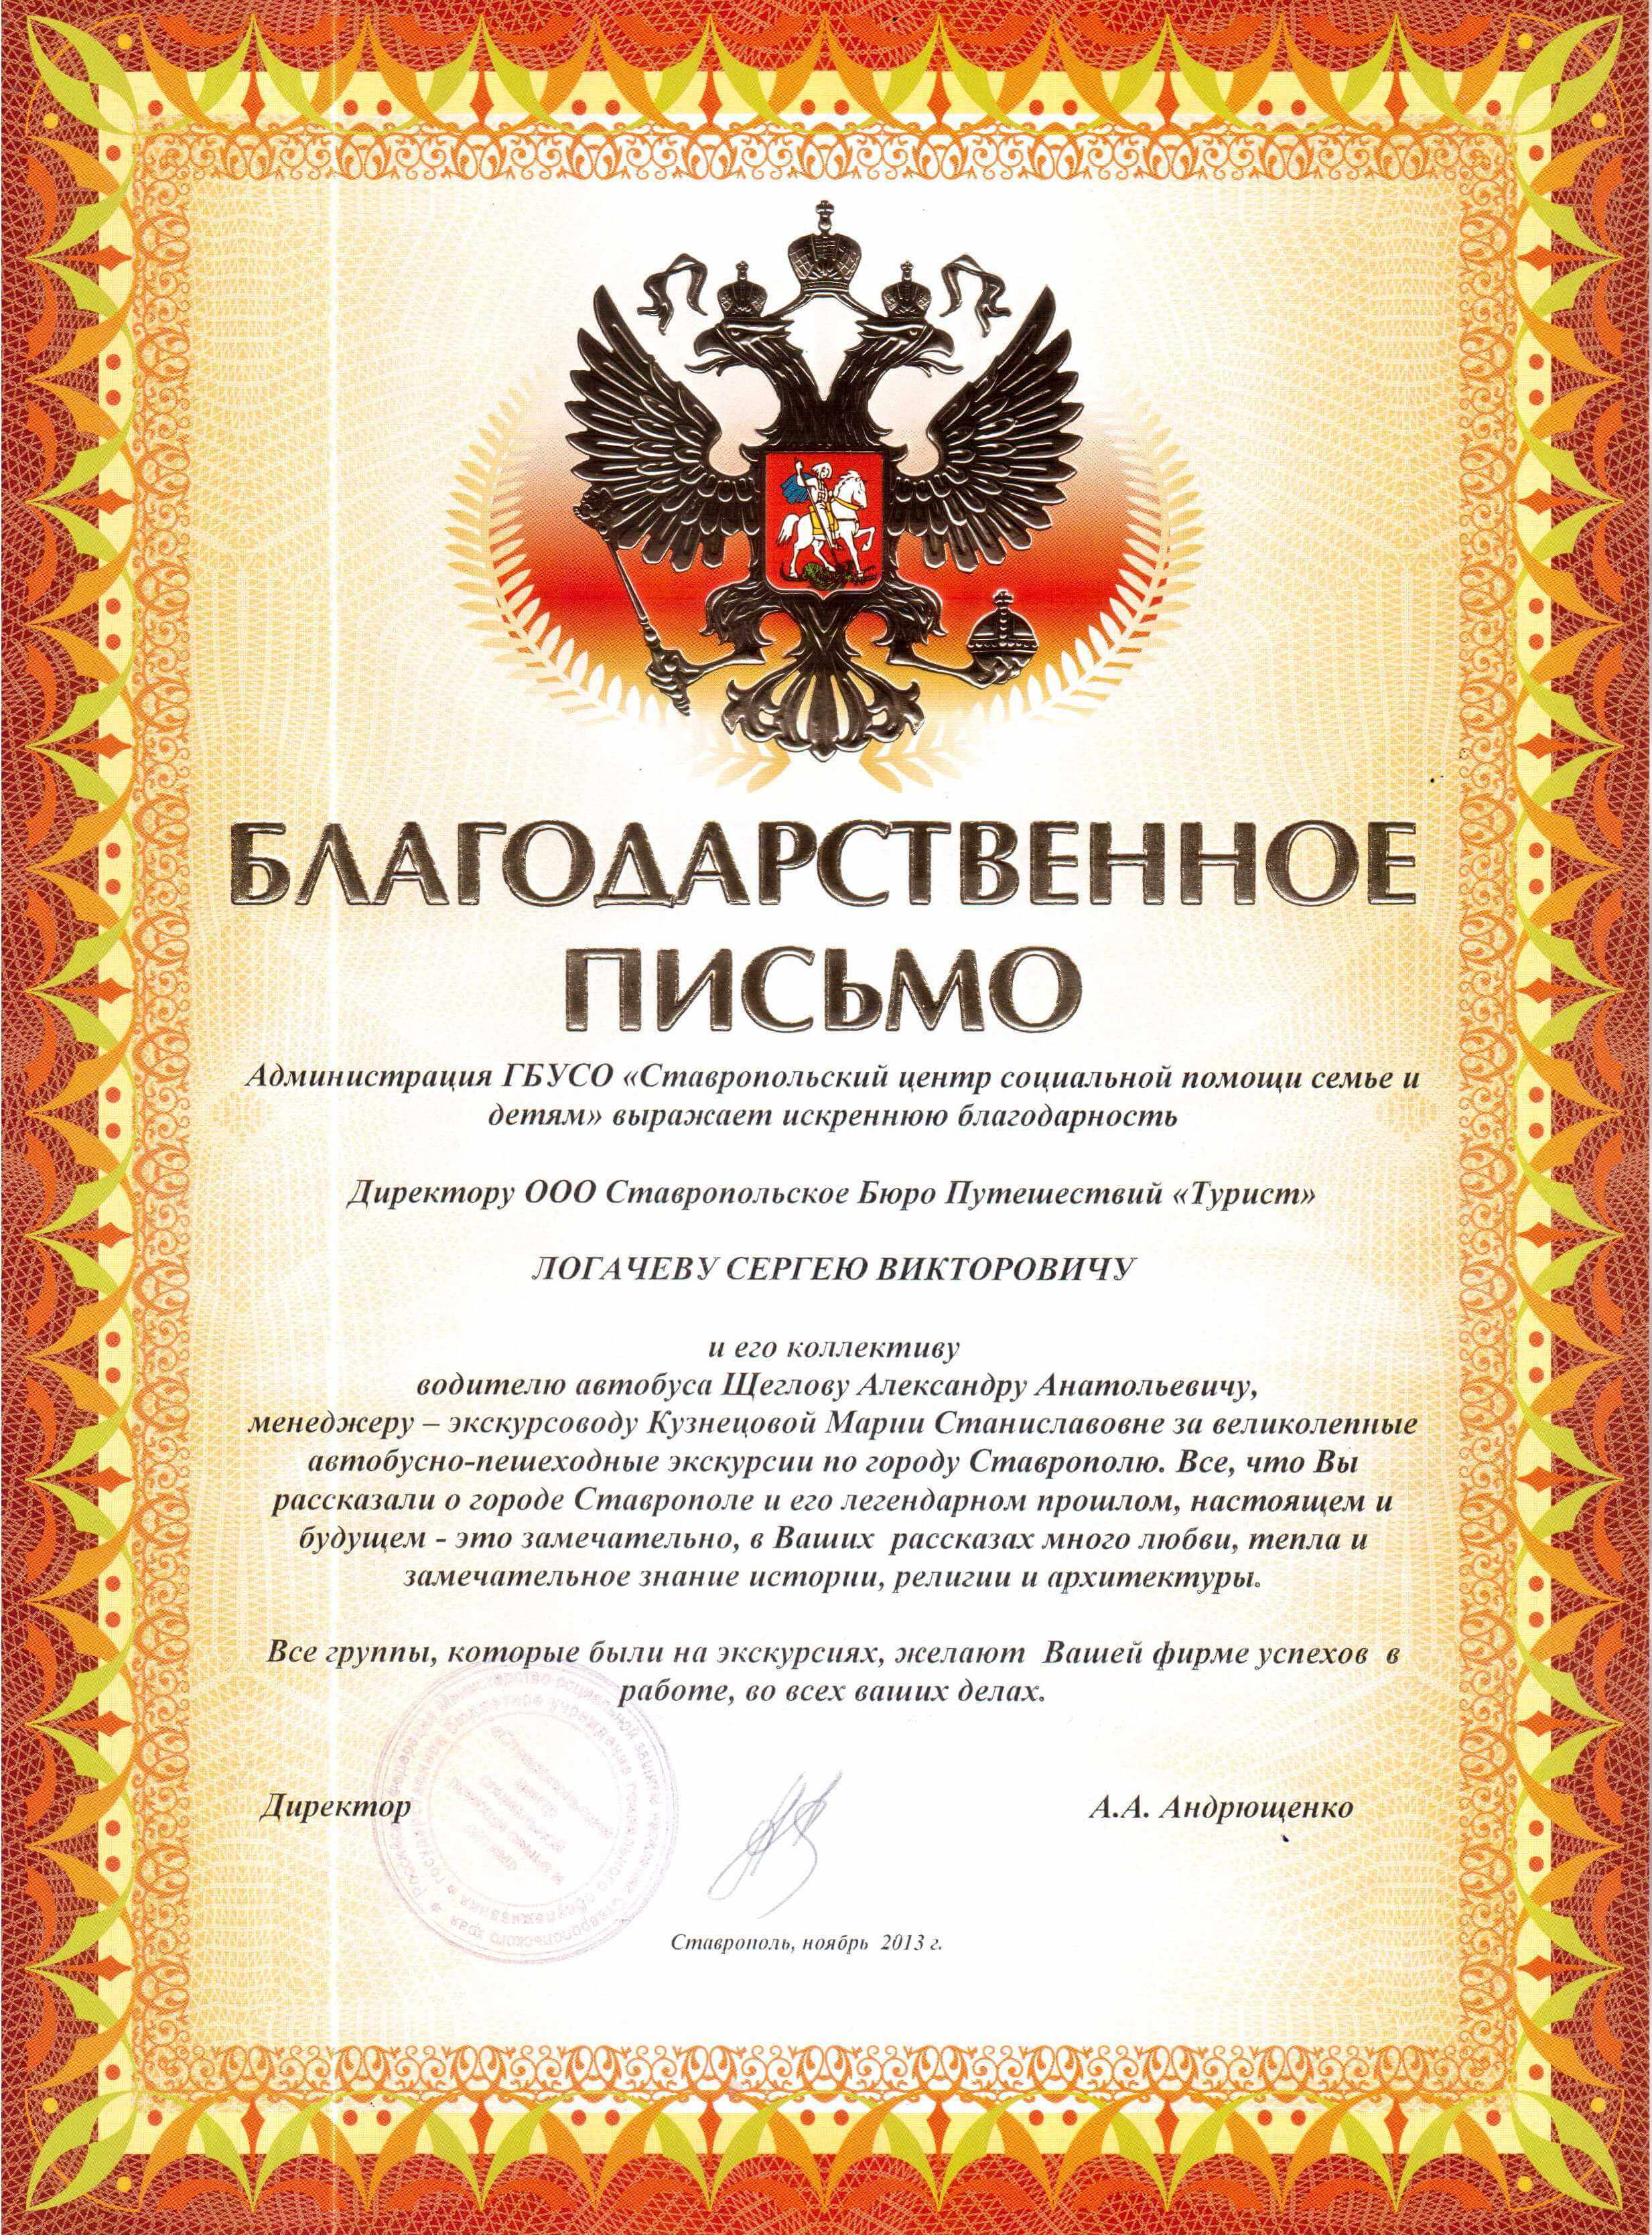 БЛАГОДАРСТВЕННОЕ
ПИСЬМО
Администрация ГБУСО «Ставропольский центр социальной помощи семье и
детям» выражает искреннюю благодарность
Директору ООО Ставропольское Бюро Путешествий «Турист»
ЛОГАЧЕВУ СЕРГЕЮ ВИКТОРОВИЧУ
и его коллективу
водителю автобуса Щеглову Александру Анатольевичу,
менеджеру – экскурсоводу Кузнецовой Марии Станиславовне за великолепные
автобусно-пешеходные экскурсии по городу Ставрополю. Все, что Вы
рассказали о городе Ставрополе и его легендарном прошлом, настоящем и
будущем - это замечательно, в Ваших рассказах много любви, тепла и
замечательное знание истории, религии и архитектуры.
Все группы, которые были на экскурсиях, желают Вашей фирме успехов в
работе, во всех ваших делах.
Директор
А.А. Андрющенко
Ставрополь, ноябрь 2013 г.